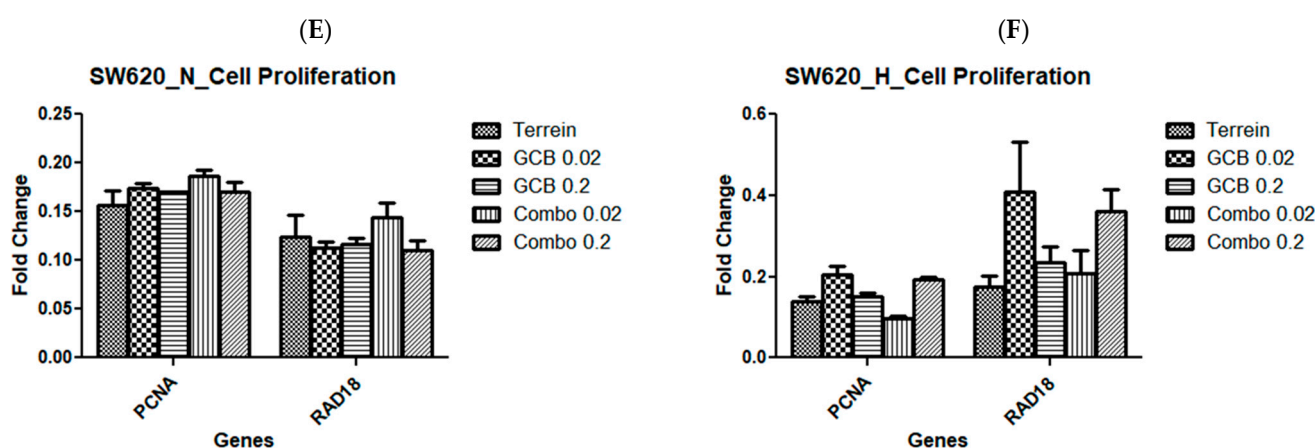 (E)
SW620_N_Cell Proliferation
Fold Change
0.25
0.20
0.15
0.10
0.05
0.00
PCNA
RAD18
Genes
Terrein
GCB 0.02
GCB 0.2
Combo 0.02
Combo 0.2
(F)
SW620_H_Cell Proliferation
Fold Change
0.6
0.4
0.2
0.0
PCNA
RAD18
Genes
Terrein
GCB 0.02
GCB 0.2
Combo 0.02
Combo 0.2